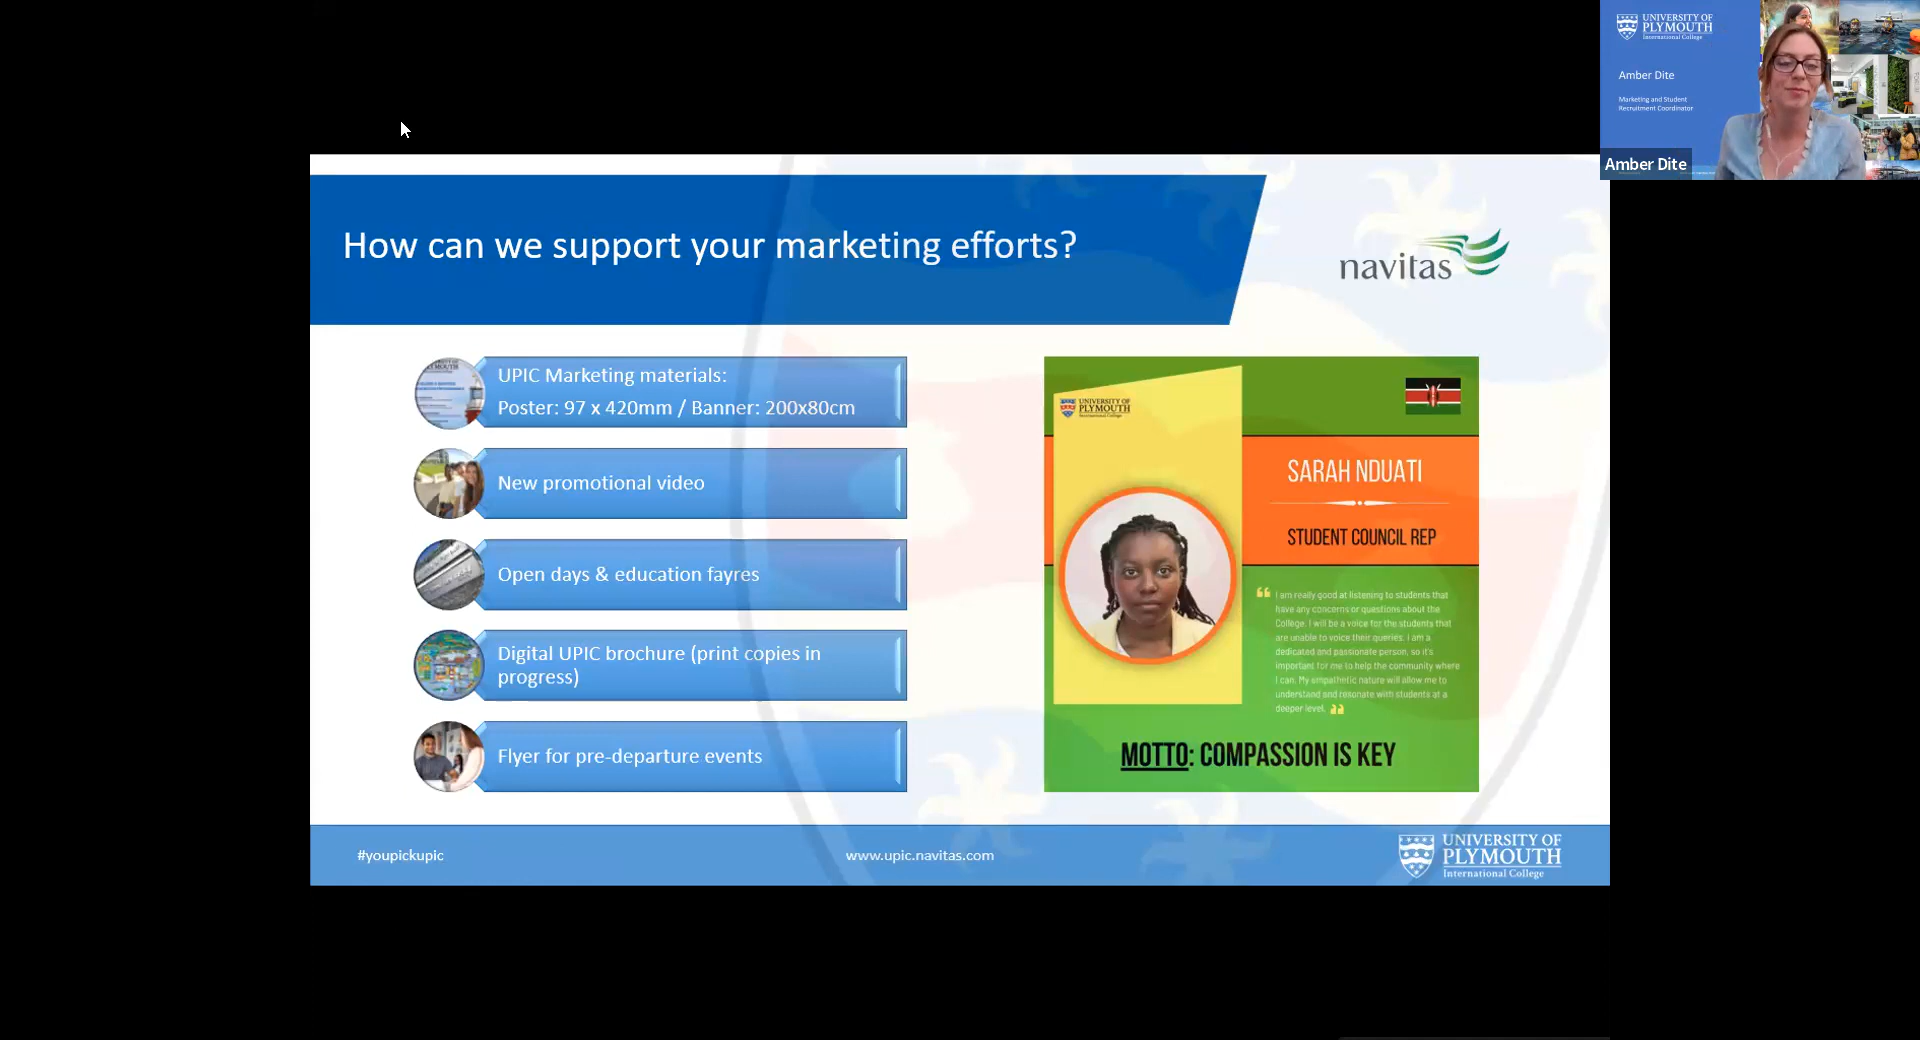 UNIVERSITY OF
PLYMOUTH
International College
Amber Dite
Marketing and Student
Recruitment Coordinator
Amber Dite
How can we support your marketing efforts?
navitas
UPIC Marketing materials:
Poster: 97 x 420mm / Banner: 200x80cm
New promotional video
Open days & education fayres
Digital UPIC brochure (print copies in
progress)
Flyer for pre-departure events
UNIVERSITY OF
PLYMOUTH
International College
SARAH NDUATI
STUDENT COUNCIL REP
“ I am really good at listening to students that
have any concerns or questions about the
College. I will be a voice for the students that
are unable to voice their queries. I am a
dedicated and passionate person, so it's
important for me to help the community where
I can. My empathetic nature will allow me to
understand and resonate with students at a
deeper level. ”
MOTTO: COMPASSION IS KEY
#youpickupic
www.upic.navitas.com
UNIVERSITY OF
PLYMOUTH
International College